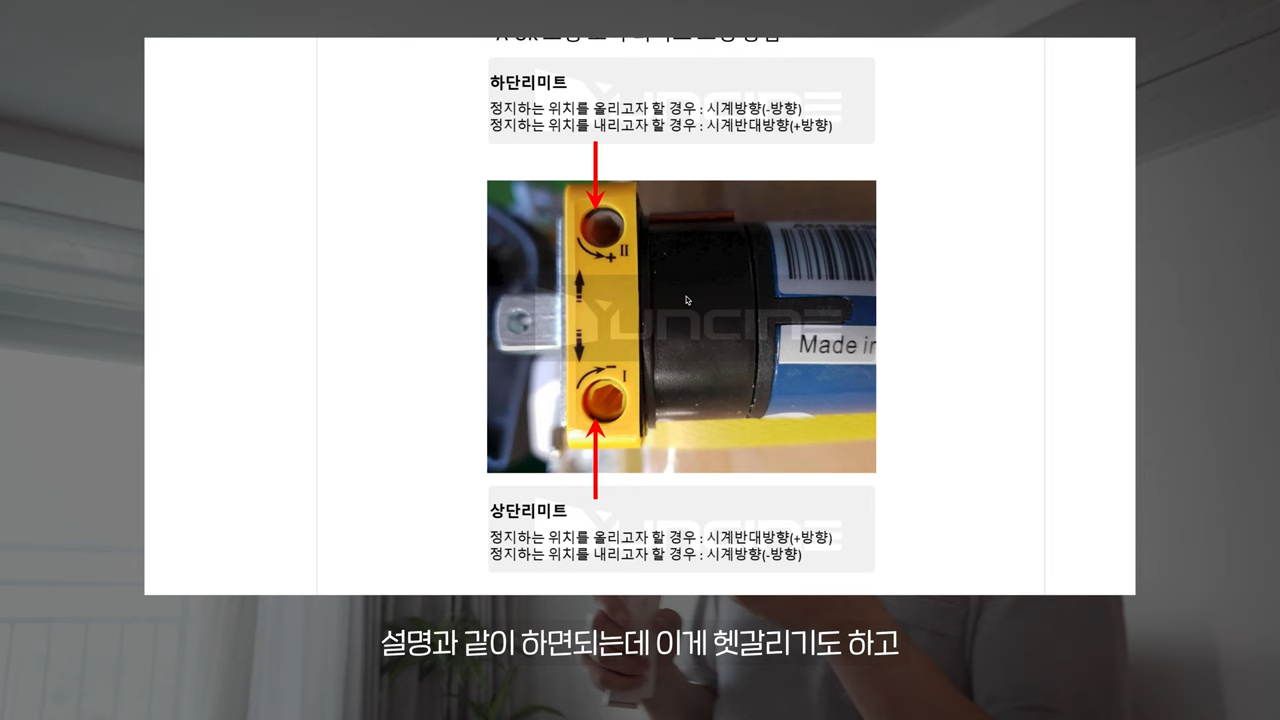 하단리미트
정지하는 위치를 올리고자 할 경우 : 시계방향(-방향)
정지하는 위치를 내리고자 할 경우 : 시계반대방향(+방향)
+ II
YUNCINE
Made in
- I
상단리미트
정지하는 위치를 올리고자 할 경우 : 시계반대방향(+방향)
정지하는 위치를 내리고자 할 경우 : 시계방향(-방향)
설명과 같이 하면되는데 이게 헷갈리기도 하고